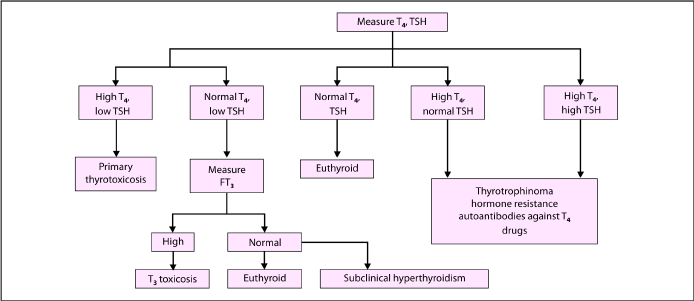 Measure T₄, TSH
High T₄,
low TSH
Normal T₄,
low TSH
Normal T₄,
TSH
High T₄,
normal TSH
High T₄,
high TSH
Primary
thyrotoxicosis
Measure
FT₃
Euthyroid
Thyrotrophinoma
hormone resistance
autoantibodies against T₄
drugs
High
Normal
T₃ toxicosis
Euthyroid
Subclinical hyperthyroidism